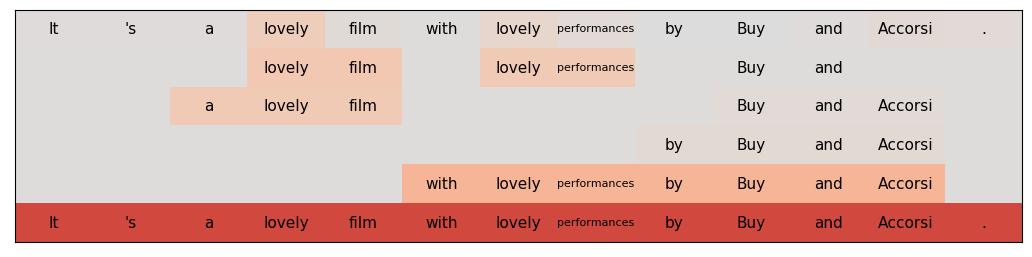 It 's a lovely film with lovely performances by Buy and Accorsi .
lovely film lovely performances Buy and
a lovely film Buy and Accorsi
by Buy and Accorsi
with lovely performances by Buy and Accorsi
It 's a lovely film with lovely performances by Buy and Accorsi .